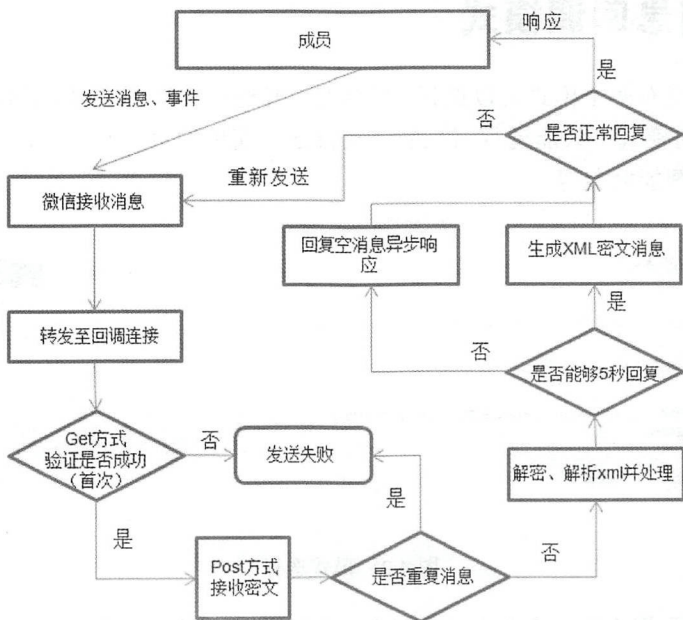 响应
成员
是
发送消息、事件
否
是否正常回复
重新发送
微信接收消息
回复空消息异步响
应
生成XML密文消息
是
转发至回调连接
否
是否能够5秒回复
Get方式
验证是否成功
（首次）
否
发送失败
解密、解析xml并处理
是
是
否
Post方式
接收密文
是否重复消息